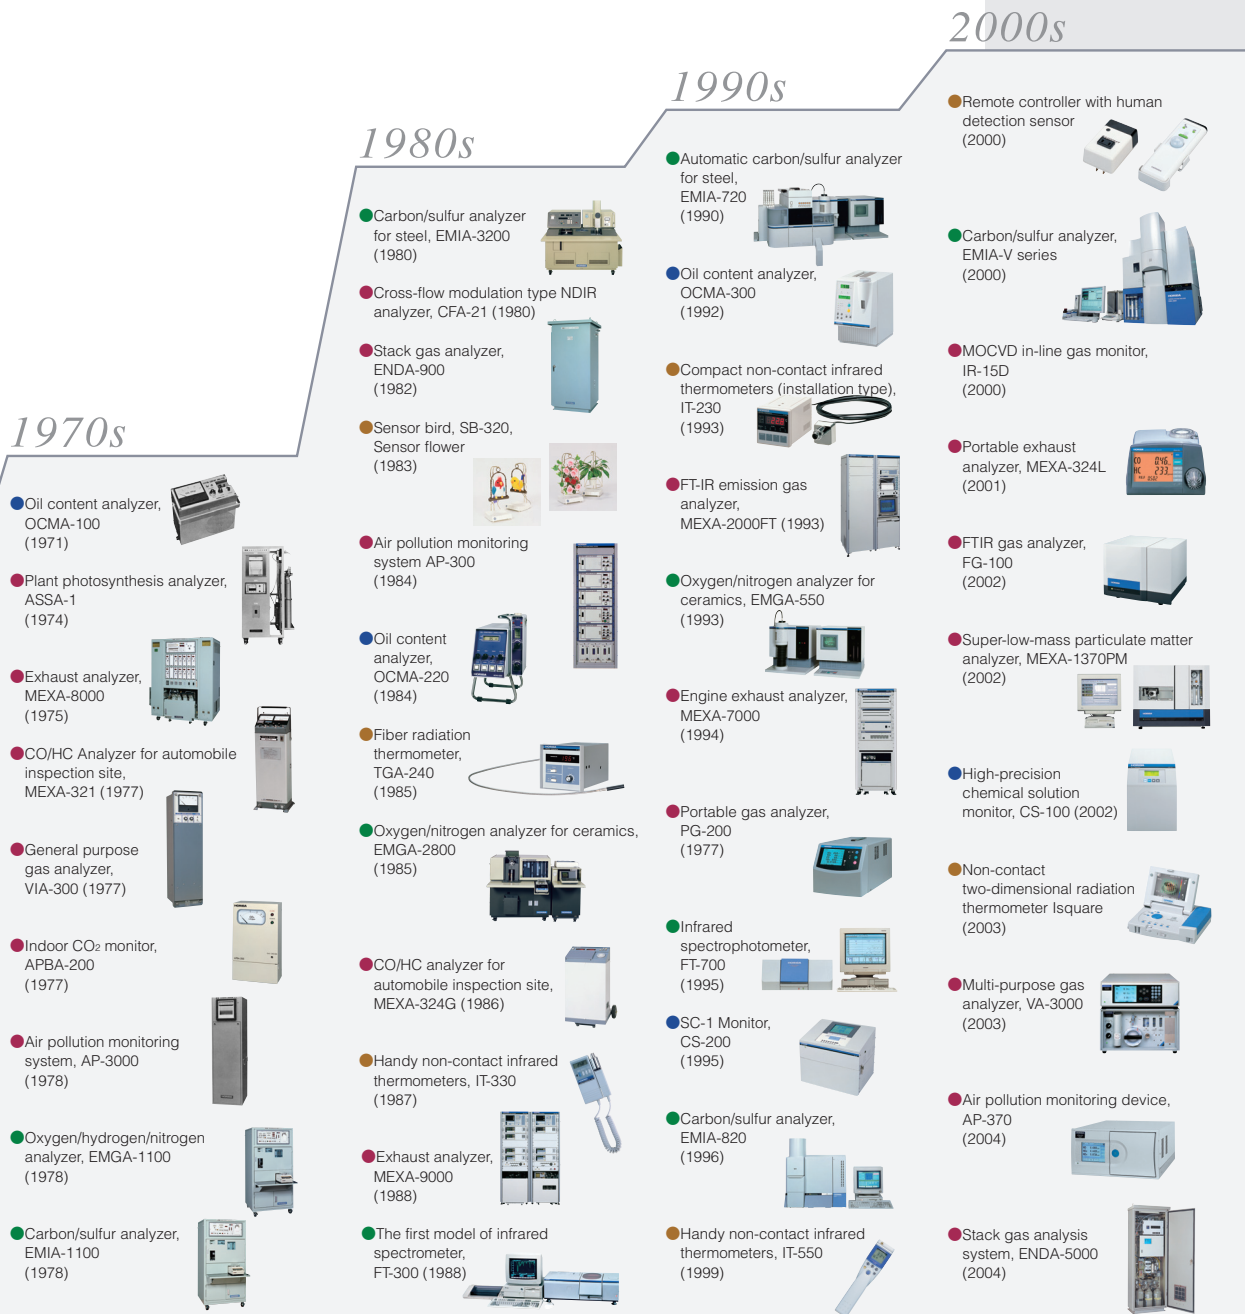 1970s
Oil content analyzer,
OCMA-100
(1971)
Plant photosynthesis analyzer,
ASSA-1
(1974)
Exhaust analyzer,
MEXA-8000
(1975)
CO/HC Analyzer for automobile
inspection site,
MEXA-321 (1977)
General purpose
gas analyzer,
VIA-300 (1977)
Indoor CO2 monitor,
APBA-200
(1977)
Air pollution monitoring
system, AP-3000
(1978)
Oxygen/hydrogen/nitrogen
analyzer, EMGA-1100
(1978)
Carbon/sulfur analyzer,
EMIA-1100
(1978)
1980s
Carbon/sulfur analyzer
for steel, EMIA-3200
(1980)
Cross-flow modulation type NDIR
analyzer, CFA-21 (1980)
Stack gas analyzer,
ENDA-900
(1982)
Sensor bird, SB-320,
Sensor flower
(1983)
Air pollution monitoring
system AP-300
(1984)
Oil content
analyzer,
OCMA-220
(1984)
Fiber radiation
thermometer,
TGA-240
(1985)
Oxygen/nitrogen analyzer for ceramics,
EMGA-2800
(1985)
CO/HC analyzer for
automobile inspection site,
MEXA-324G (1986)
Handy non-contact infrared
thermometers, IT-330
(1987)
Exhaust analyzer,
MEXA-9000
(1988)
The first model of infrared
spectrometer,
FT-300 (1988)
1990s
Automatic carbon/sulfur analyzer
for steel,
EMIA-720
(1990)
Oil content analyzer,
OCMA-300
(1992)
Compact non-contact infrared
thermometers (installation type),
IT-230
(1993)
FT-IR emission gas
analyzer,
MEXA-2000FT (1993)
Oxygen/nitrogen analyzer for
ceramics, EMGA-550
(1993)
Engine exhaust analyzer,
MEXA-7000
(1994)
Portable gas analyzer,
PG-200
(1977)
Infrared
spectrophotometer,
FT-700
(1995)
SC-1 Monitor,
CS-200
(1995)
Carbon/sulfur analyzer,
EMIA-820
(1996)
Handy non-contact infrared
thermometers, IT-550
(1999)
2000s
Remote controller with human
detection sensor
(2000)
Carbon/sulfur analyzer,
EMIA-V series
(2000)
MOCVD in-line gas monitor,
IR-15D
(2000)
Portable exhaust
analyzer, MEXA-324L
(2001)
FTIR gas analyzer,
FG-100
(2002)
Super-low-mass particulate matter
analyzer, MEXA-1370PM
(2002)
High-precision
chemical solution
monitor, CS-100 (2002)
Non-contact
two-dimensional radiation
thermometer Isquare
(2003)
Multi-purpose gas
analyzer, VA-3000
(2003)
Air pollution monitoring device,
AP-370
(2004)
Stack gas analysis
system, ENDA-5000
(2004)